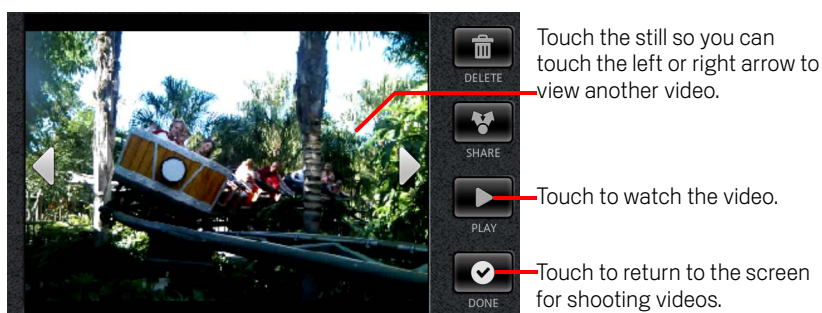 Touch the still so you can
touch the left or right arrow to
view another video.
DELETE
SHARE
Touch to watch the video.
PLAY
Touch to return to the screen
for shooting videos.
DONE